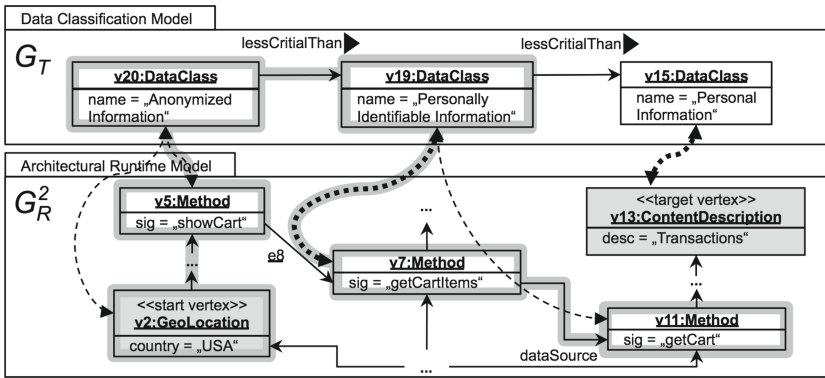 Data Classification Model
G_T
lessCritialThan
lessCritialThan
v20:DataClass
name = „Anonymized
Information“
v19:DataClass
name = „Personally
Identifiable Information“
v15:DataClass
name = „Personal
Information“
Architectural Runtime Model
G_R^2
v5:Method
sig = „showCart“
...
<<start vertex>>
v2:GeoLocation
country = „USA“
e8
...
v7:Method
sig = „getCartItems“
...
dataSource
<<target vertex>>
v13:ContentDescription
desc = „Transactions“
...
v11:Method
sig = „getCart“